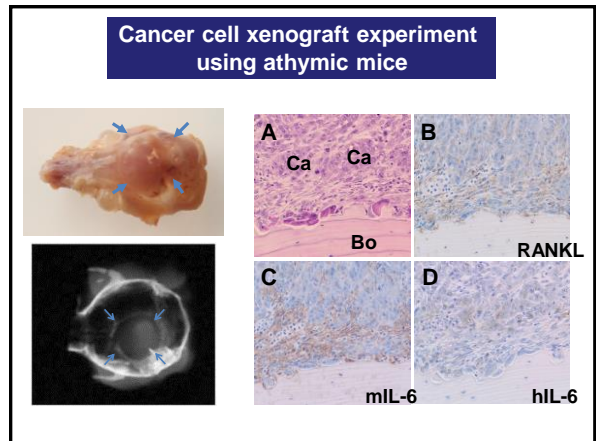 Cancer cell xenograft experiment
using athymic mice
A
Ca
Ca
Bo
B
RANKL
C
mIL-6
D
hIL-6